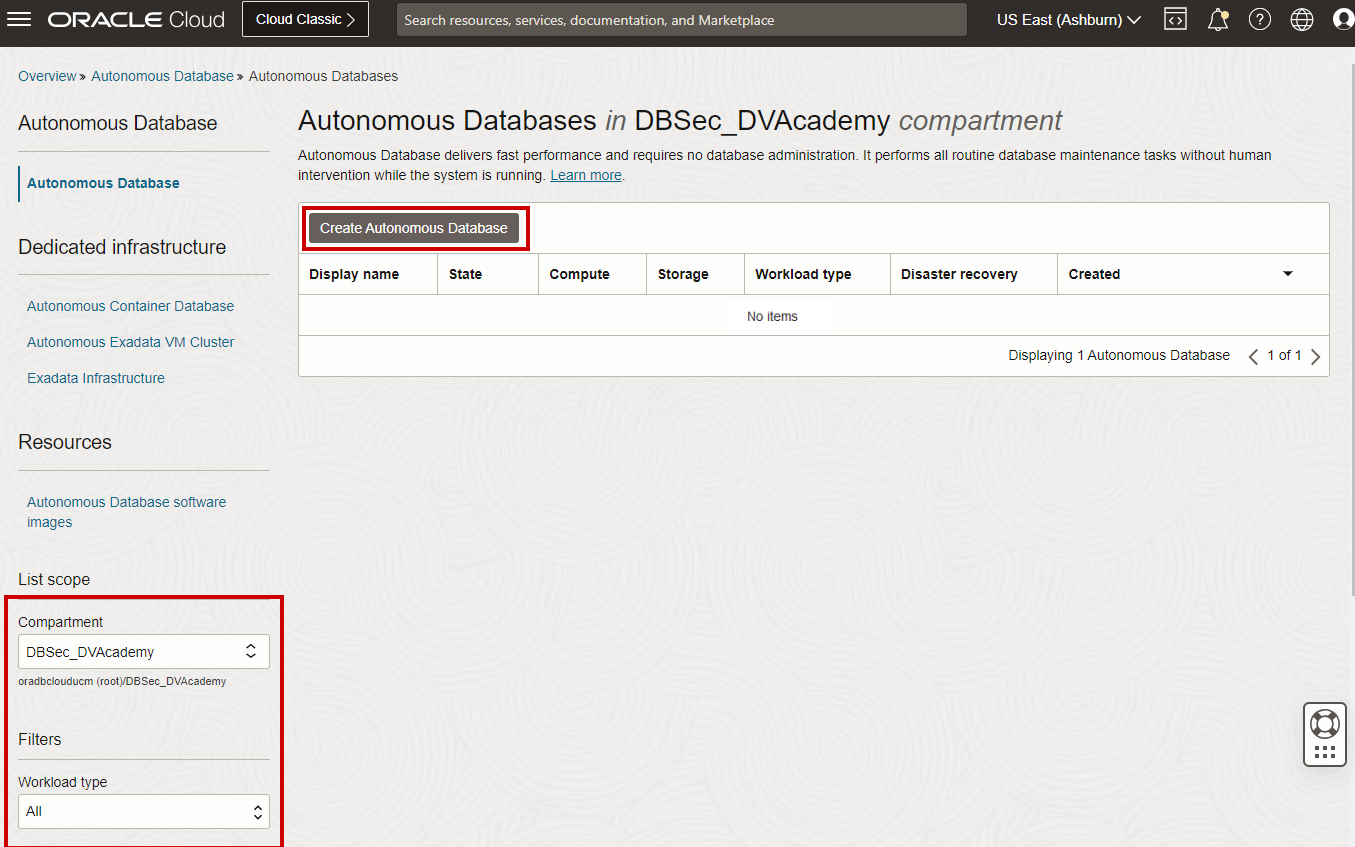 ORACLE Cloud
Cloud Classic
Search resources, services, documentation, and Marketplace
US East (Ashburn)
Overview » Autonomous Database » Autonomous Databases
Autonomous Database
Autonomous Database
Dedicated infrastructure
Autonomous Container Database
Autonomous Exadata VM Cluster
Exadata Infrastructure
Resources
Autonomous Database software
images
List scope
Compartment
DBSec_DVAcademy
oradbclouducm (root)/DBSec_DVAcademy
Filters
Workload type
All
Autonomous Databases in DBSec_DVAcademy compartment
Autonomous Database delivers fast performance and requires no database administration. It performs all routine database maintenance tasks without human
intervention while the system is running. Learn more.
Create Autonomous Database
Display name State Compute Storage Workload type Disaster recovery Created
No items
Displaying 1 Autonomous Database 1 of 1